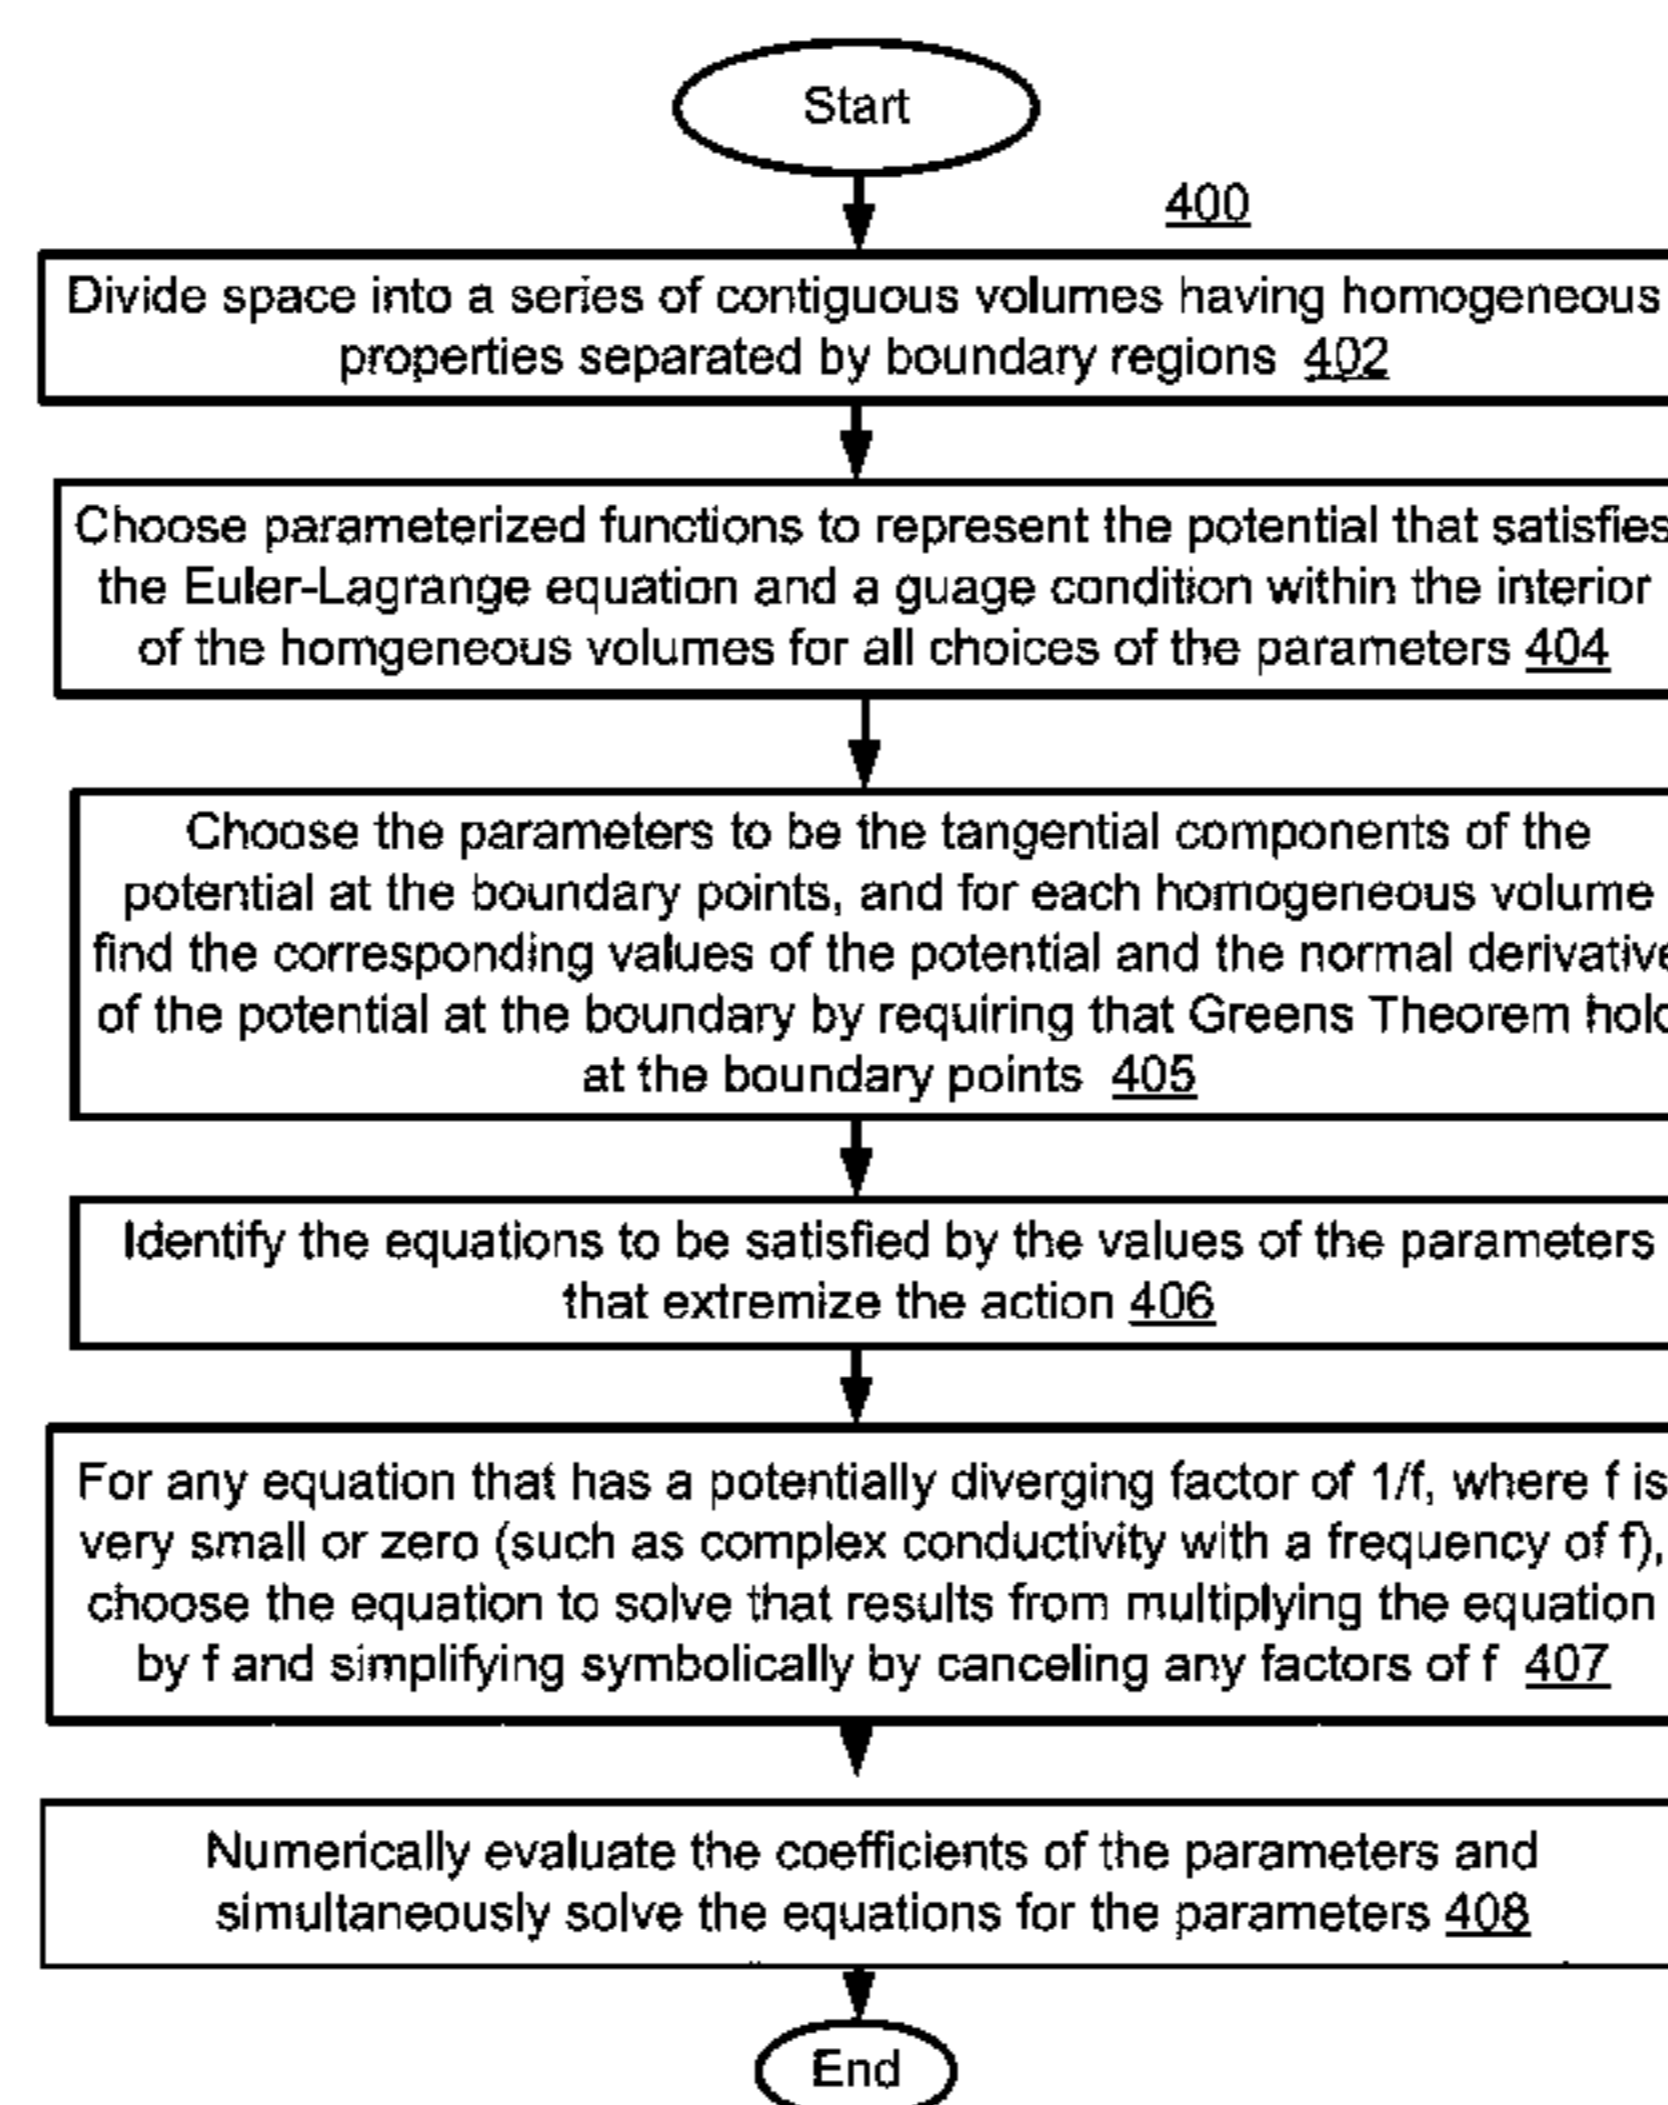 Start
400
Divide space into a series of contiguous volumes having homogeneous
properties separated by boundary regions 402
Choose parameterized functions to represent the potential that satisfies
the Euler-Lagrange equation and a guage condition within the interior
of the homgeneous volumes for all choices of the parameters 404
Choose the parameters to be the tangential components of the
potential at the boundary points, and for each homogeneous volume
find the corresponding values of the potential and the normal derivative
of the potential at the boundary by requiring that Greens Theorem hold
at the boundary points 405
Identify the equations to be satisfied by the values of the parameters
that extremize the action 406
For any equation that has a potentially diverging factor of 1/f, where f is
very small or zero (such as complex conductivity with a frequency of f),
choose the equation to solve that results from multiplying the equation
by f and simplifying symbolically by canceling any factors of f 407
Numerically evaluate the coefficients of the parameters and
simultaneously solve the equations for the parameters 408
End